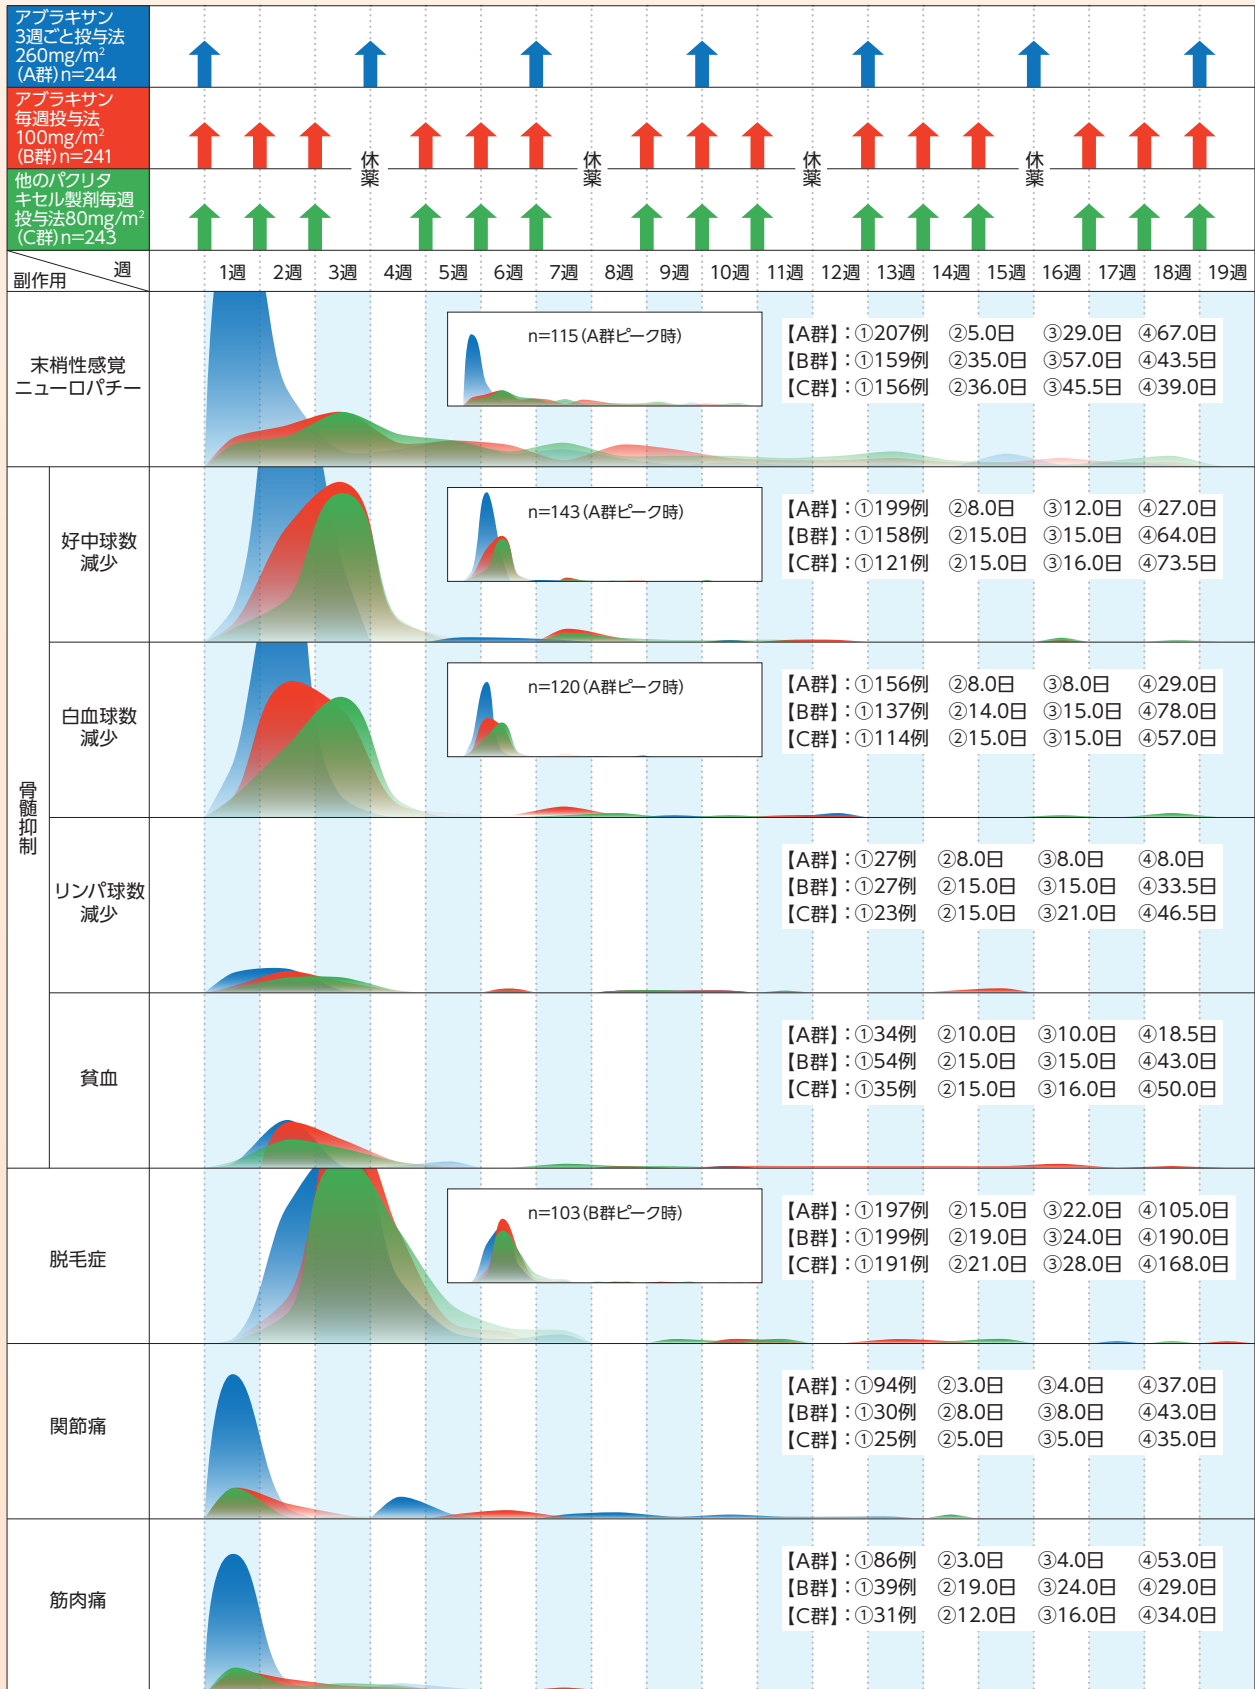 アブラキサン
3週ごと投与法
260mg/m²
(A群)n=244
アブラキサン
毎週投与法
100mg/m²
(B群)n=241
休薬
休薬
休薬
休薬
他のパクリタ
キセル製剤毎週
投与法80mg/m²
(C群)n=243
副作用 週
1週 2週 3週 4週 5週 6週 7週 8週 9週 10週 11週 12週 13週 14週 15週 16週 17週 18週 19週
末梢性感覚
ニューロパチー
n=115(A群ピーク時)
【A群】:①207例 ②5.0日 ③29.0日 ④67.0日
【B群】:①159例 ②35.0日 ③57.0日 ④43.5日
【C群】:①156例 ②36.0日 ③45.5日 ④39.0日
骨髄抑制
好中球数
減少
n=143(A群ピーク時)
【A群】:①199例 ②8.0日 ③12.0日 ④27.0日
【B群】:①158例 ②15.0日 ③15.0日 ④64.0日
【C群】:①121例 ②15.0日 ③16.0日 ④73.5日
白血球数
減少
n=120(A群ピーク時)
【A群】:①156例 ②8.0日 ③8.0日 ④29.0日
【B群】:①137例 ②14.0日 ③15.0日 ④78.0日
【C群】:①114例 ②15.0日 ③15.0日 ④57.0日
リンパ球数
減少
【A群】:①27例 ②8.0日 ③8.0日 ④8.0日
【B群】:①27例 ②15.0日 ③15.0日 ④33.5日
【C群】:①23例 ②15.0日 ③21.0日 ④46.5日
貧血
【A群】:①34例 ②10.0日 ③10.0日 ④18.5日
【B群】:①54例 ②15.0日 ③15.0日 ④43.0日
【C群】:①35例 ②15.0日 ③16.0日 ④50.0日
脱毛症
n=103(B群ピーク時)
【A群】:①197例 ②15.0日 ③22.0日 ④105.0日
【B群】:①199例 ②19.0日 ③24.0日 ④190.0日
【C群】:①191例 ②21.0日 ③28.0日 ④168.0日
関節痛
【A群】:①94例 ②3.0日 ③4.0日 ④37.0日
【B群】:①30例 ②8.0日 ③8.0日 ④43.0日
【C群】:①25例 ②5.0日 ③5.0日 ④35.0日
筋肉痛
【A群】:①86例 ②3.0日 ③4.0日 ④53.0日
【B群】:①39例 ②19.0日 ③24.0日 ④29.0日
【C群】:①31例 ②12.0日 ③16.0日 ④34.0日